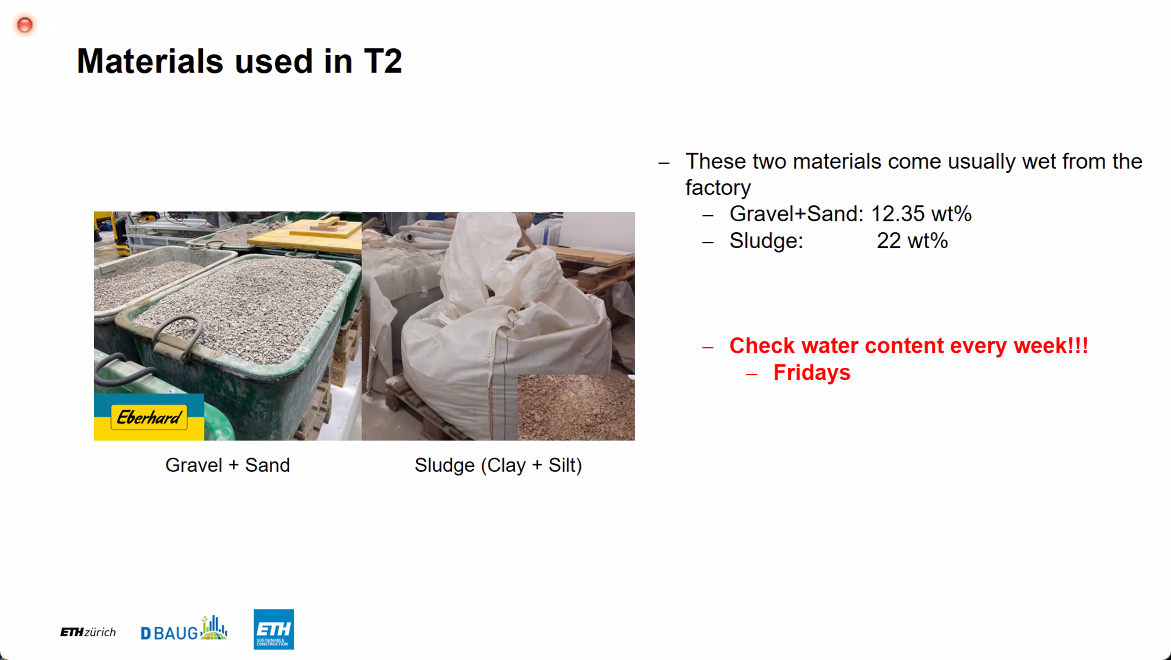 Materials used in T2
– These two materials come usually wet from the
factory
– Gravel+Sand: 12.35 wt%
– Sludge: 22 wt%
– Check water content every week!!!
– Fridays
Eberhard
Gravel + Sand
Sludge (Clay + Silt)
ETH zürich
D BAUG
ETH
SUSTAINABLE
CONSTRUCTION